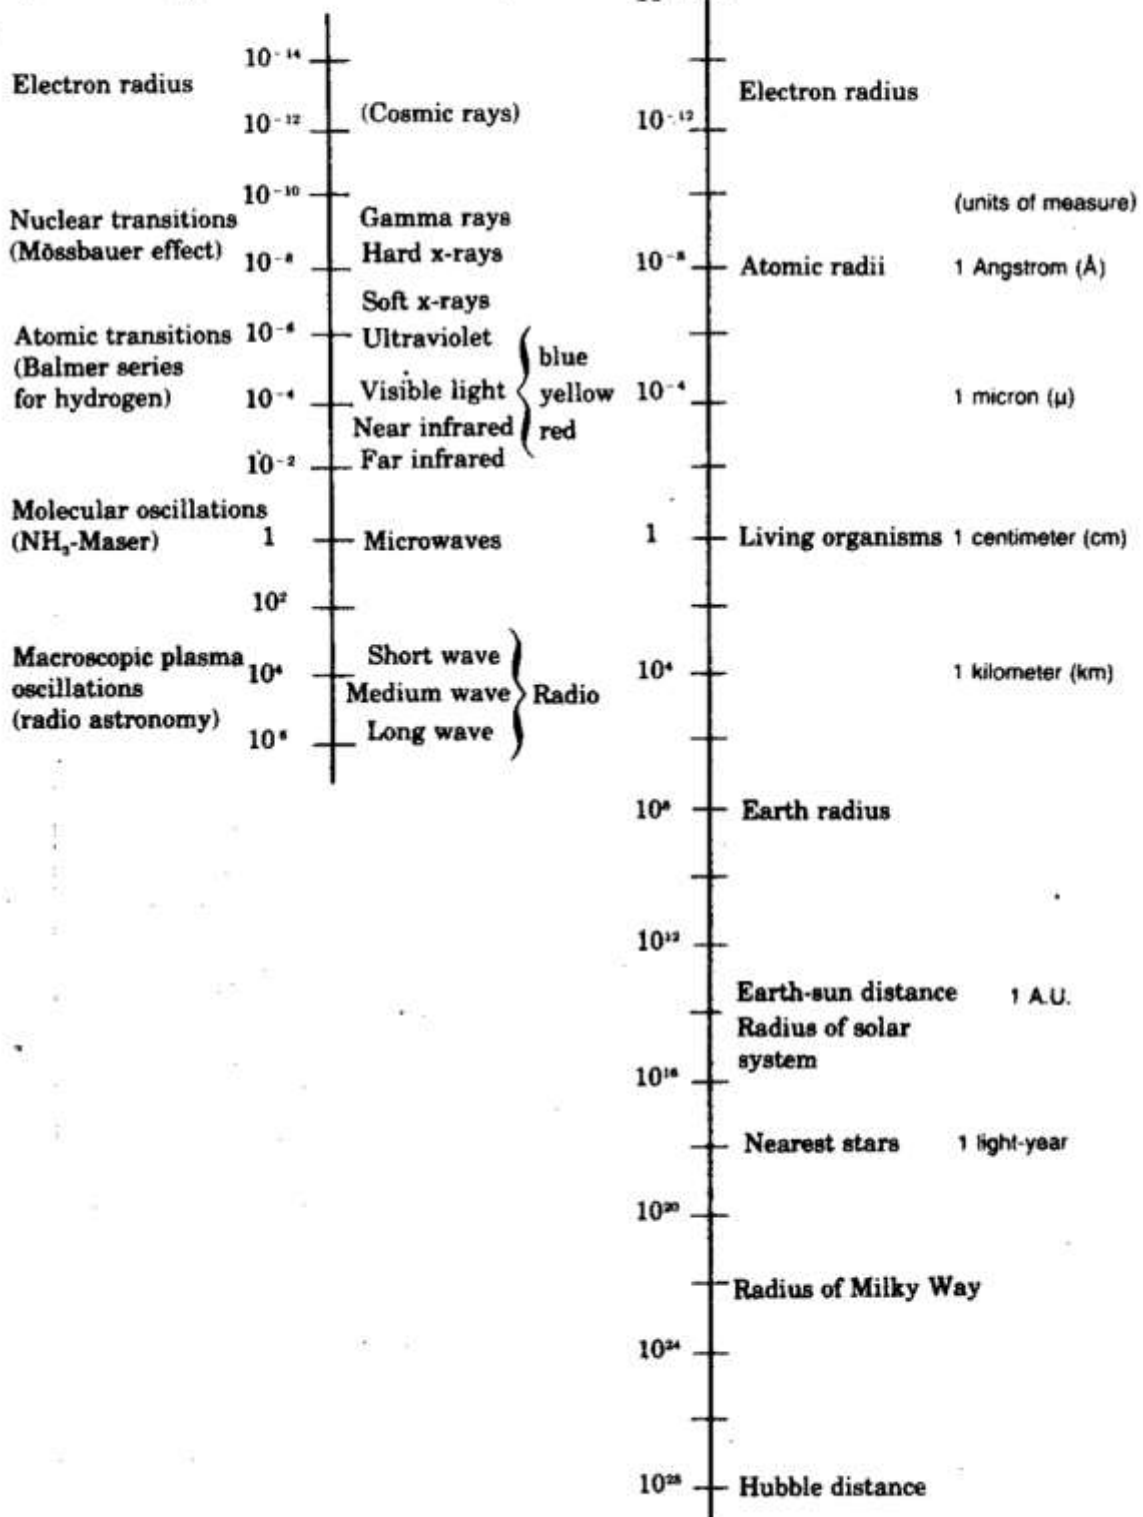 10⁻¹⁴
Electron radius
(Cosmic rays)
10⁻¹²
10⁻¹⁰
Nuclear transitions
(Mössbauer effect)
Gamma rays
Hard x-rays
10⁻⁸
Soft x-rays
Atomic transitions
(Balmer series
for hydrogen)
10⁻⁶
Ultraviolet
blue
Visible light
yellow
10⁻⁴
Near infrared
red
10⁻²
Far infrared
Molecular oscillations
(NH₃-Maser)
1
Microwaves
10²
Macroscopic plasma
oscillations
(radio astronomy)
10⁴
Short wave
Medium wave
Radio
Long wave
10⁶
Electron radius
10⁻¹²
(units of measure)
10⁻⁸
Atomic radii
1 Angstrom (Å)
10⁻⁴
1 micron (μ)
1
Living organisms
1 centimeter (cm)
10⁴
1 kilometer (km)
10⁸
Earth radius
10¹²
Earth-sun distance
1 A.U.
Radius of solar
system
10¹⁶
Nearest stars
1 light-year
10²⁰
Radius of Milky Way
10²⁴
10²⁸
Hubble distance